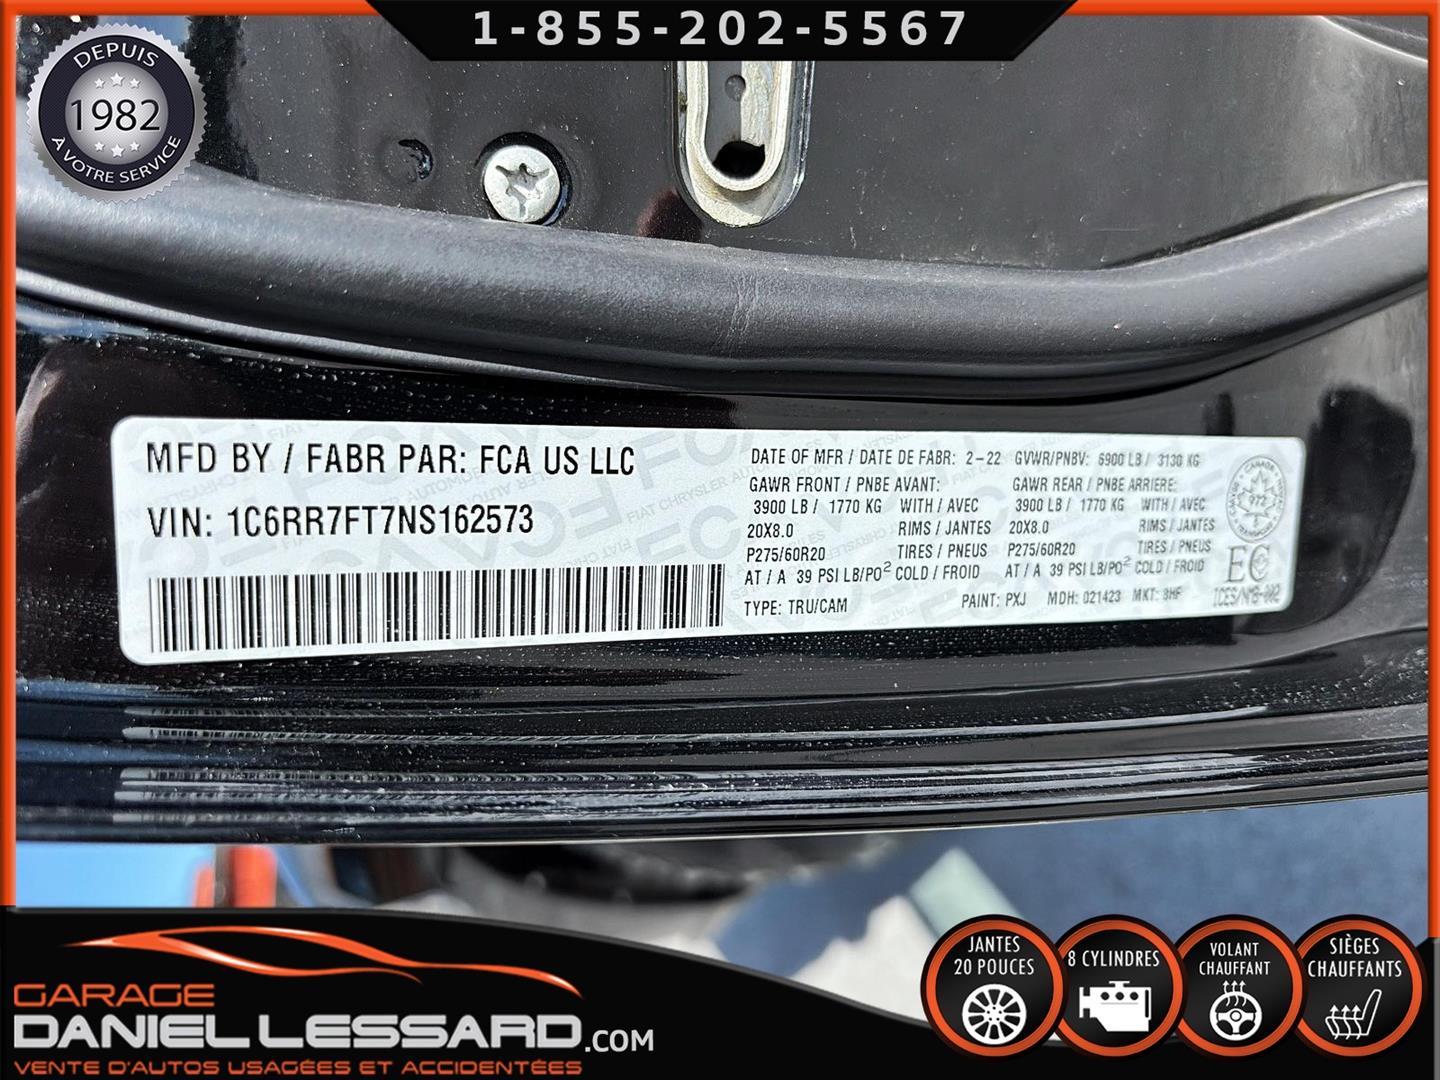 1-855-202-5567
DEPUIS
1982
À VOTRE SERVICE
MFD BY / FABR PAR: FCA US LLC
VIN: 1C6RR7FT7NS162573
DATE OF MFR / DATE DE FABR: 2-22 GVWR/PNBV: 6900 LB / 3130 KG
GAWR FRONT / PNBE AVANT: GAWR REAR / PNBE ARRIERE:
3900 LB / 1770 KG WITH / AVEC 3900 LB / 1770 KG WITH / AVEC
20X8.0 RIMS / JANTES 20X8.0 RIMS / JANTES
P275/60R20 TIRES / PNEUS P275/60R20 TIRES / PNEUS
AT / A 39 PSI LB/PO² COLD / FROID AT / A 39 PSI LB/PO² COLD / FROID
TYPE: TRU/CAM PAINT: PXJ MDH: 021423 MKT: 8HF
CANADA
972
TRANSPORT
EC
ICES/NMB-002
JANTES
20 POUCES
8 CYLINDRES
VOLANT
CHAUFFANT
SIÈGES
CHAUFFANTS
GARAGE
DANIEL LESSARD.COM
VENTE D'AUTOS USAGÉES ET ACCIDENTÉES